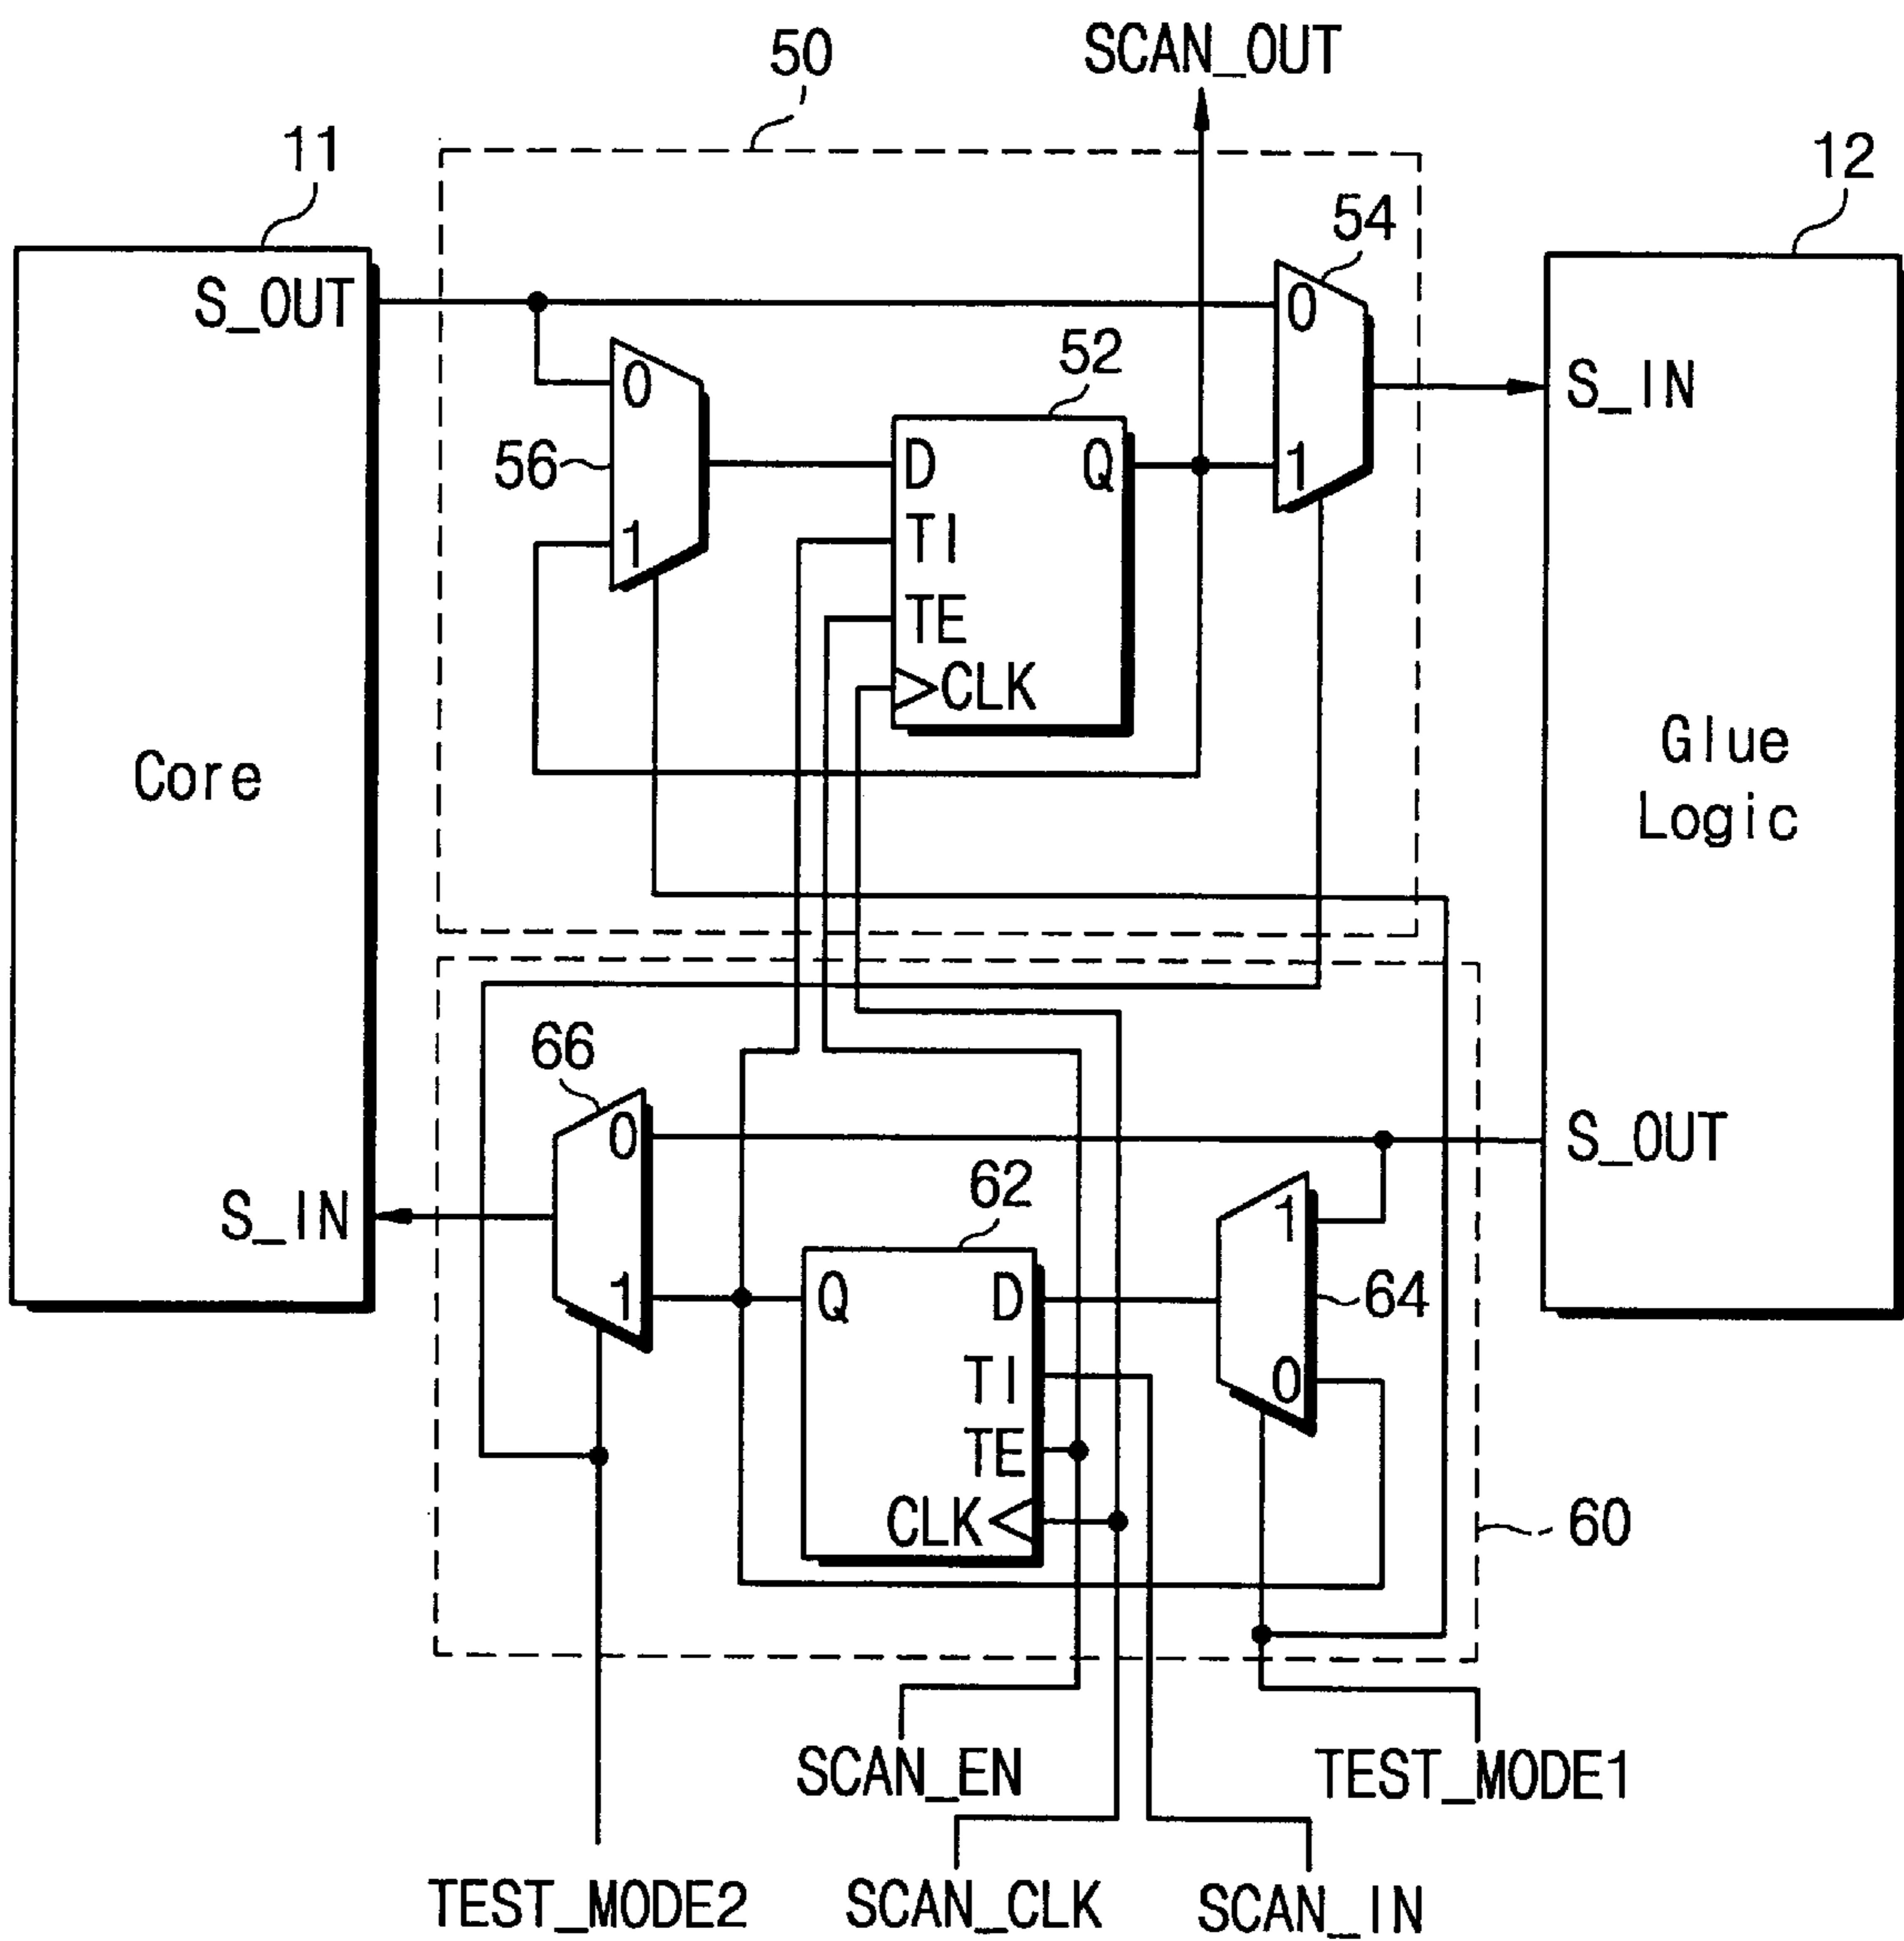 50
SCAN_OUT
11
12
54
S_OUT
0
52
0
S_IN
56
D
Q
1
TI
1
TE
CLK
Core
Glue
Logic
66
0
S_OUT
62
S_IN
1
1
Q
D
64
TI
0
TE
CLK
60
SCAN_EN
TEST_MODE1
TEST_MODE2
SCAN_CLK
SCAN_IN